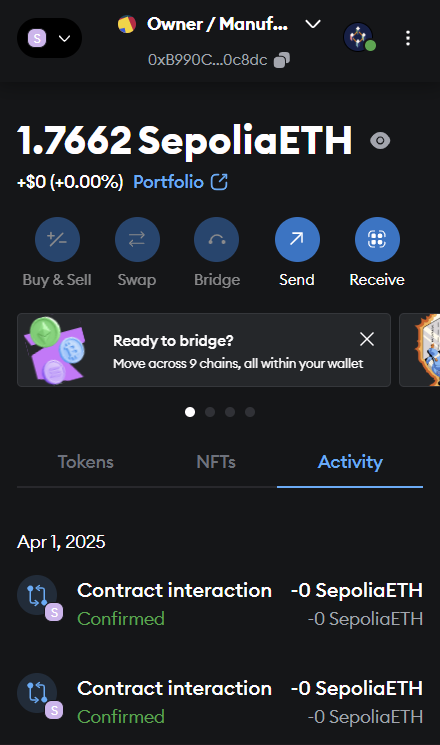 S
Owner / Manuf...
0xB990C...0c8dc
1.7662 SepoliaETH
+$0 (+0.00%) Portfolio
Buy & Sell Swap Bridge Send Receive
Ready to bridge?
Move across 9 chains, all within your wallet
Tokens NFTs Activity
Apr 1, 2025
Contract interaction -0 SepoliaETH
S Confirmed -0 SepoliaETH
Contract interaction -0 SepoliaETH
S Confirmed -0 SepoliaETH